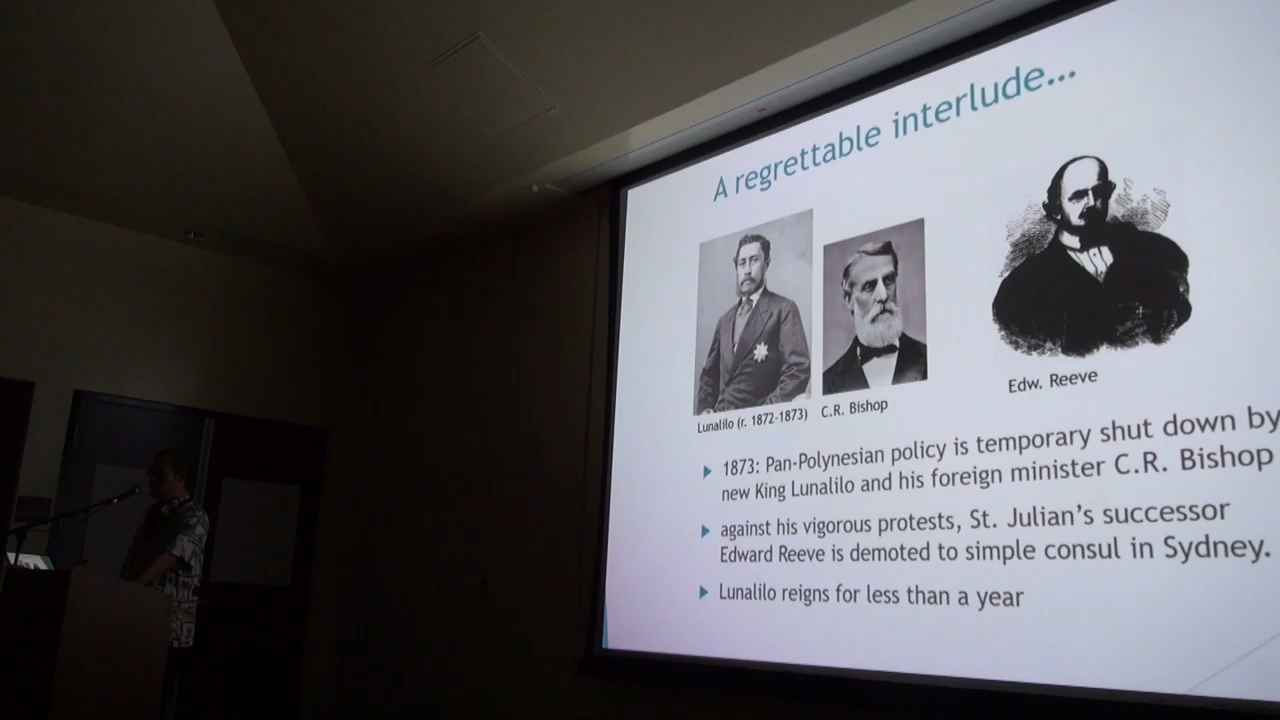 A regrettable interlude...
Lunalilo (r. 1872-1873)
C.R. Bishop
Edw. Reeve
1873: Pan-Polynesian policy is temporary shut down by
new King Lunalilo and his foreign minister C.R. Bishop
against his vigorous protests, St. Julian's successor
Edward Reeve is demoted to simple consul in Sydney.
Lunalilo reigns for less than a year